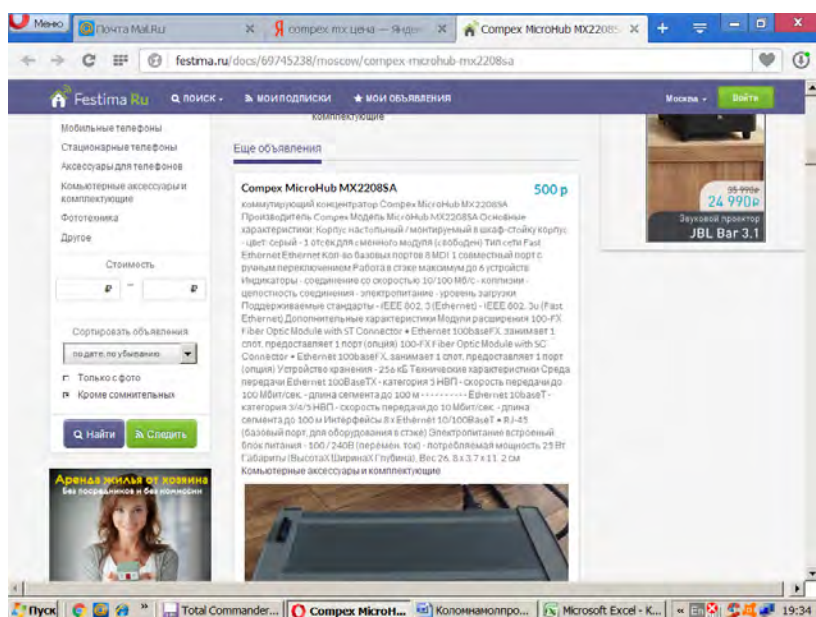 Меню
Почта Mail.Ru
compex mx цена — Янде
Compex MicroHub MX2208S
festima.ru/docs/69745238/moscow/compex-microhub-mx2208sa
Festima Ru
ПОИСК
МОИ ПОДПИСКИ
МОИ ОБЪЯВЛЕНИЯ
Москва
Войти
комплектующие
Мобильные телефоны
Стационарные телефоны
Аксессуары для телефонов
Компьютерные аксессуары и
комплектующие
Фототехника
Другое
Стоимость
₽ — ₽
Сортировать объявления
по дате, по убыванию
Только с фото
Кроме сомнительных
Найти
Следить
Аренда жилья от хозяина
Без посредников и без комиссии
Еще объявления
Compex MicroHub MX2208SA
500 р
коммутирующий концентратор Compex MicroHub MX2208SA
Производитель Compex Модель MicroHub MX2208SA Основные
характеристики: Корпус настольный / монтируемый в шкаф-стойку корпус
- цвет: серый - 1 отсек для сменного модуля (свободен) Тип сети Fast
Ethernet Ethernet Кол-во базовых портов 8 MDI 1 совместный порт с
ручным переключением Работа в стэке максимум до 6 устройств
Индикаторы - соединение со скоростью 10/100 Мб/с - коллизии -
целостность соединения - электропитание - уровень загрузки
Поддерживаемые стандарты - IEEE 802. 3 (Ethernet) - IEEE 802. 3u (Fast
Ethernet) Дополнительные характеристики Модули расширения 100-FX
Fiber Optic Module with ST Connector • Ethernet 100baseFX. занимает 1
слот, предоставляет 1 порт (опция) 100-FX Fiber Optic Module with SC
Connector • Ethernet 100baseFX, занимает 1 слот, предоставляет 1 порт
(опция) Устройство хранения - 256 кБ Технические характеристики Среда
передачи Ethernet 100BaseTX - категория 5 НВП - скорость передачи до
100 Мбит/сек. - длина сегмента до 100 м - - - - - - - - - - Ethernet 10baseT -
категория 3/4/5 НВП - скорость передачи до 10 Мбит/сек. - длина
сегмента до 100 м Интерфейсы 8 x Ethernet 10/100BaseT • RJ-45
(базовый порт, для оборудования в стэке) Электропитание встроеный
блок питания - 100 / 240В (перемен. ток) - потребляемая мощность 25 Вт
Габариты (ВысотаХ ШиринаХ Глубина), Вес 26. 8 x 3.7 x 11. 2 см
Компьютерные аксессуары и комплектующие
35 990₽
24 990₽
Звуковой проектор
JBL Bar 3.1
Пуск
Total Commander...
Compex MicroH...
Коломнамолпро...
Microsoft Excel - K...
En
19:34